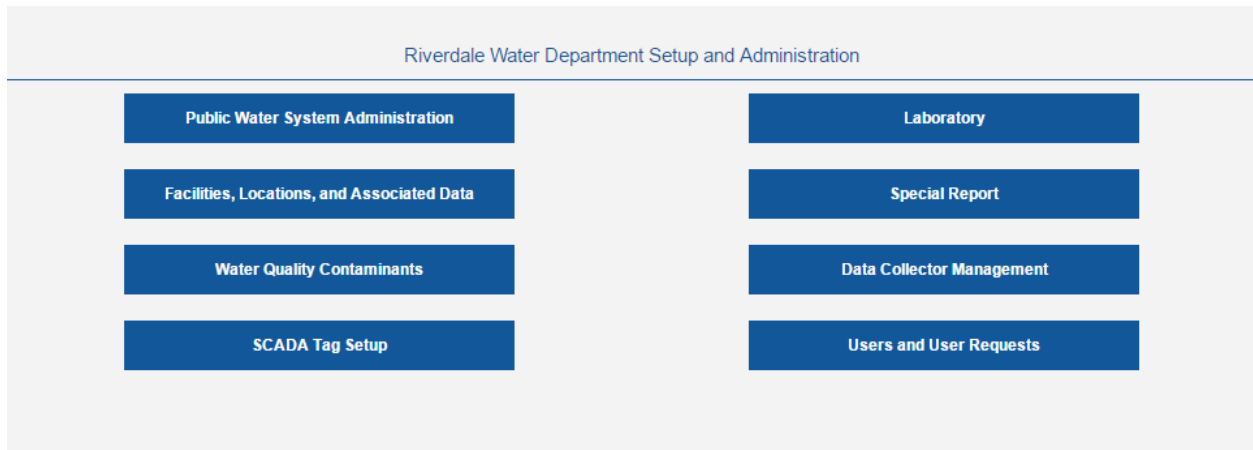 Riverdale Water Department Setup and Administration
Public Water System Administration
Laboratory
Facilities, Locations, and Associated Data
Special Report
Water Quality Contaminants
Data Collector Management
SCADA Tag Setup
Users and User Requests